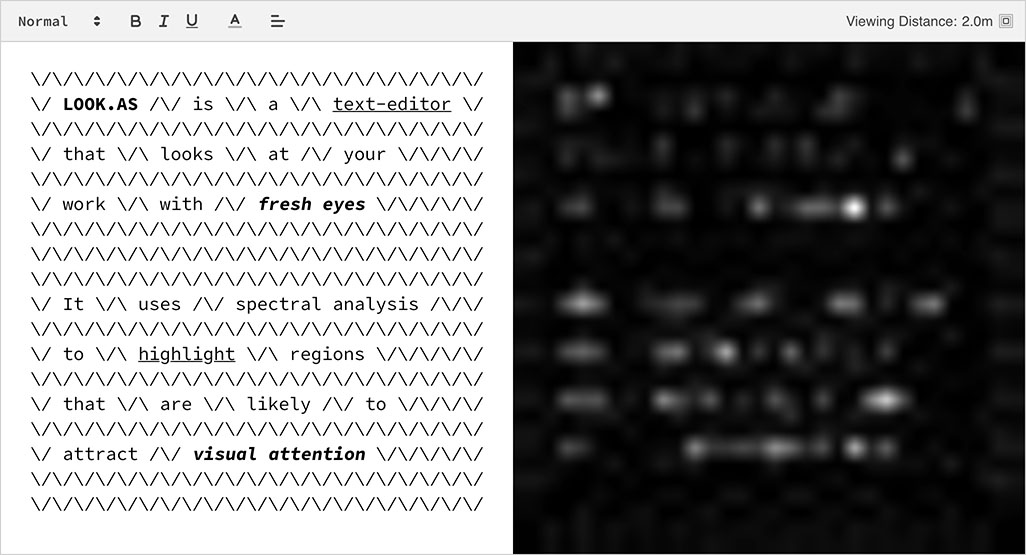 Normal B I U A Viewing Distance: 2.0m
\/\/\/\/\/\/\/\/\/\/\/\/\/\/\/\/\/\/\/\/\/
\/ LOOK.AS /\/ is \/\ a \/\ text-editor \/
\/\/\/\/\/\/\/\/\/\/\/\/\/\/\/\/\/\/\/\/\/
\/ that \/\ looks \/\ at /\/ your \/\/\/\/
\/\/\/\/\/\/\/\/\/\/\/\/\/\/\/\/\/\/\/\/\/
\/ work \/\ with /\/ fresh eyes \/\/\/\/\/
\/\/\/\/\/\/\/\/\/\/\/\/\/\/\/\/\/\/\/\/\/
\/\/\/\/\/\/\/\/\/\/\/\/\/\/\/\/\/\/\/\/\/
\/\/\/\/\/\/\/\/\/\/\/\/\/\/\/\/\/\/\/\/\/
\/ It \/\ uses /\/ spectral analysis /\/\/
\/\/\/\/\/\/\/\/\/\/\/\/\/\/\/\/\/\/\/\/\/
\/ to \/\ highlight \/\ regions \/\/\/\/\/
\/\/\/\/\/\/\/\/\/\/\/\/\/\/\/\/\/\/\/\/\/
\/ that \/\ are \/\ likely /\/ to \/\/\/\/
\/\/\/\/\/\/\/\/\/\/\/\/\/\/\/\/\/\/\/\/\/
\/ attract /\/ visual attention \/\/\/\/\/
\/\/\/\/\/\/\/\/\/\/\/\/\/\/\/\/\/\/\/\/\/
\/\/\/\/\/\/\/\/\/\/\/\/\/\/\/\/\/\/\/\/\/